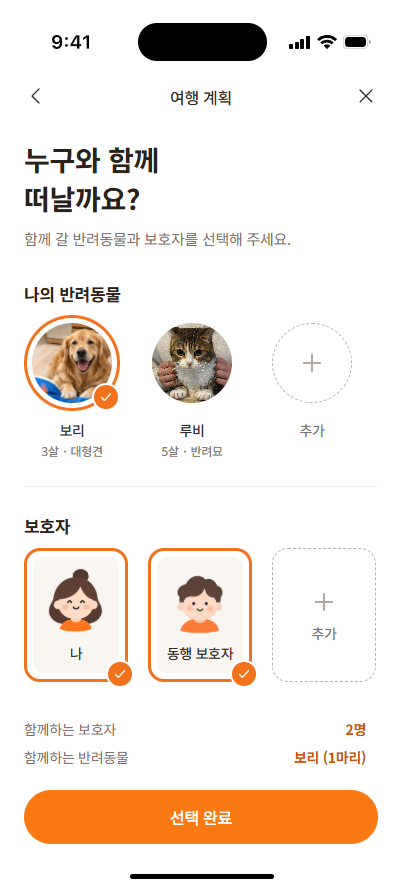 9:41
여행 계획
누구와 함께
떠날까요?
함께 갈 반려동물과 보호자를 선택해 주세요.
나의 반려동물
보리
3살 · 대형견
루비
5살 · 반려묘
추가
보호자
나
동행 보호자
추가
함께하는 보호자 2명
함께하는 반려동물 보리 (1마리)
선택 완료